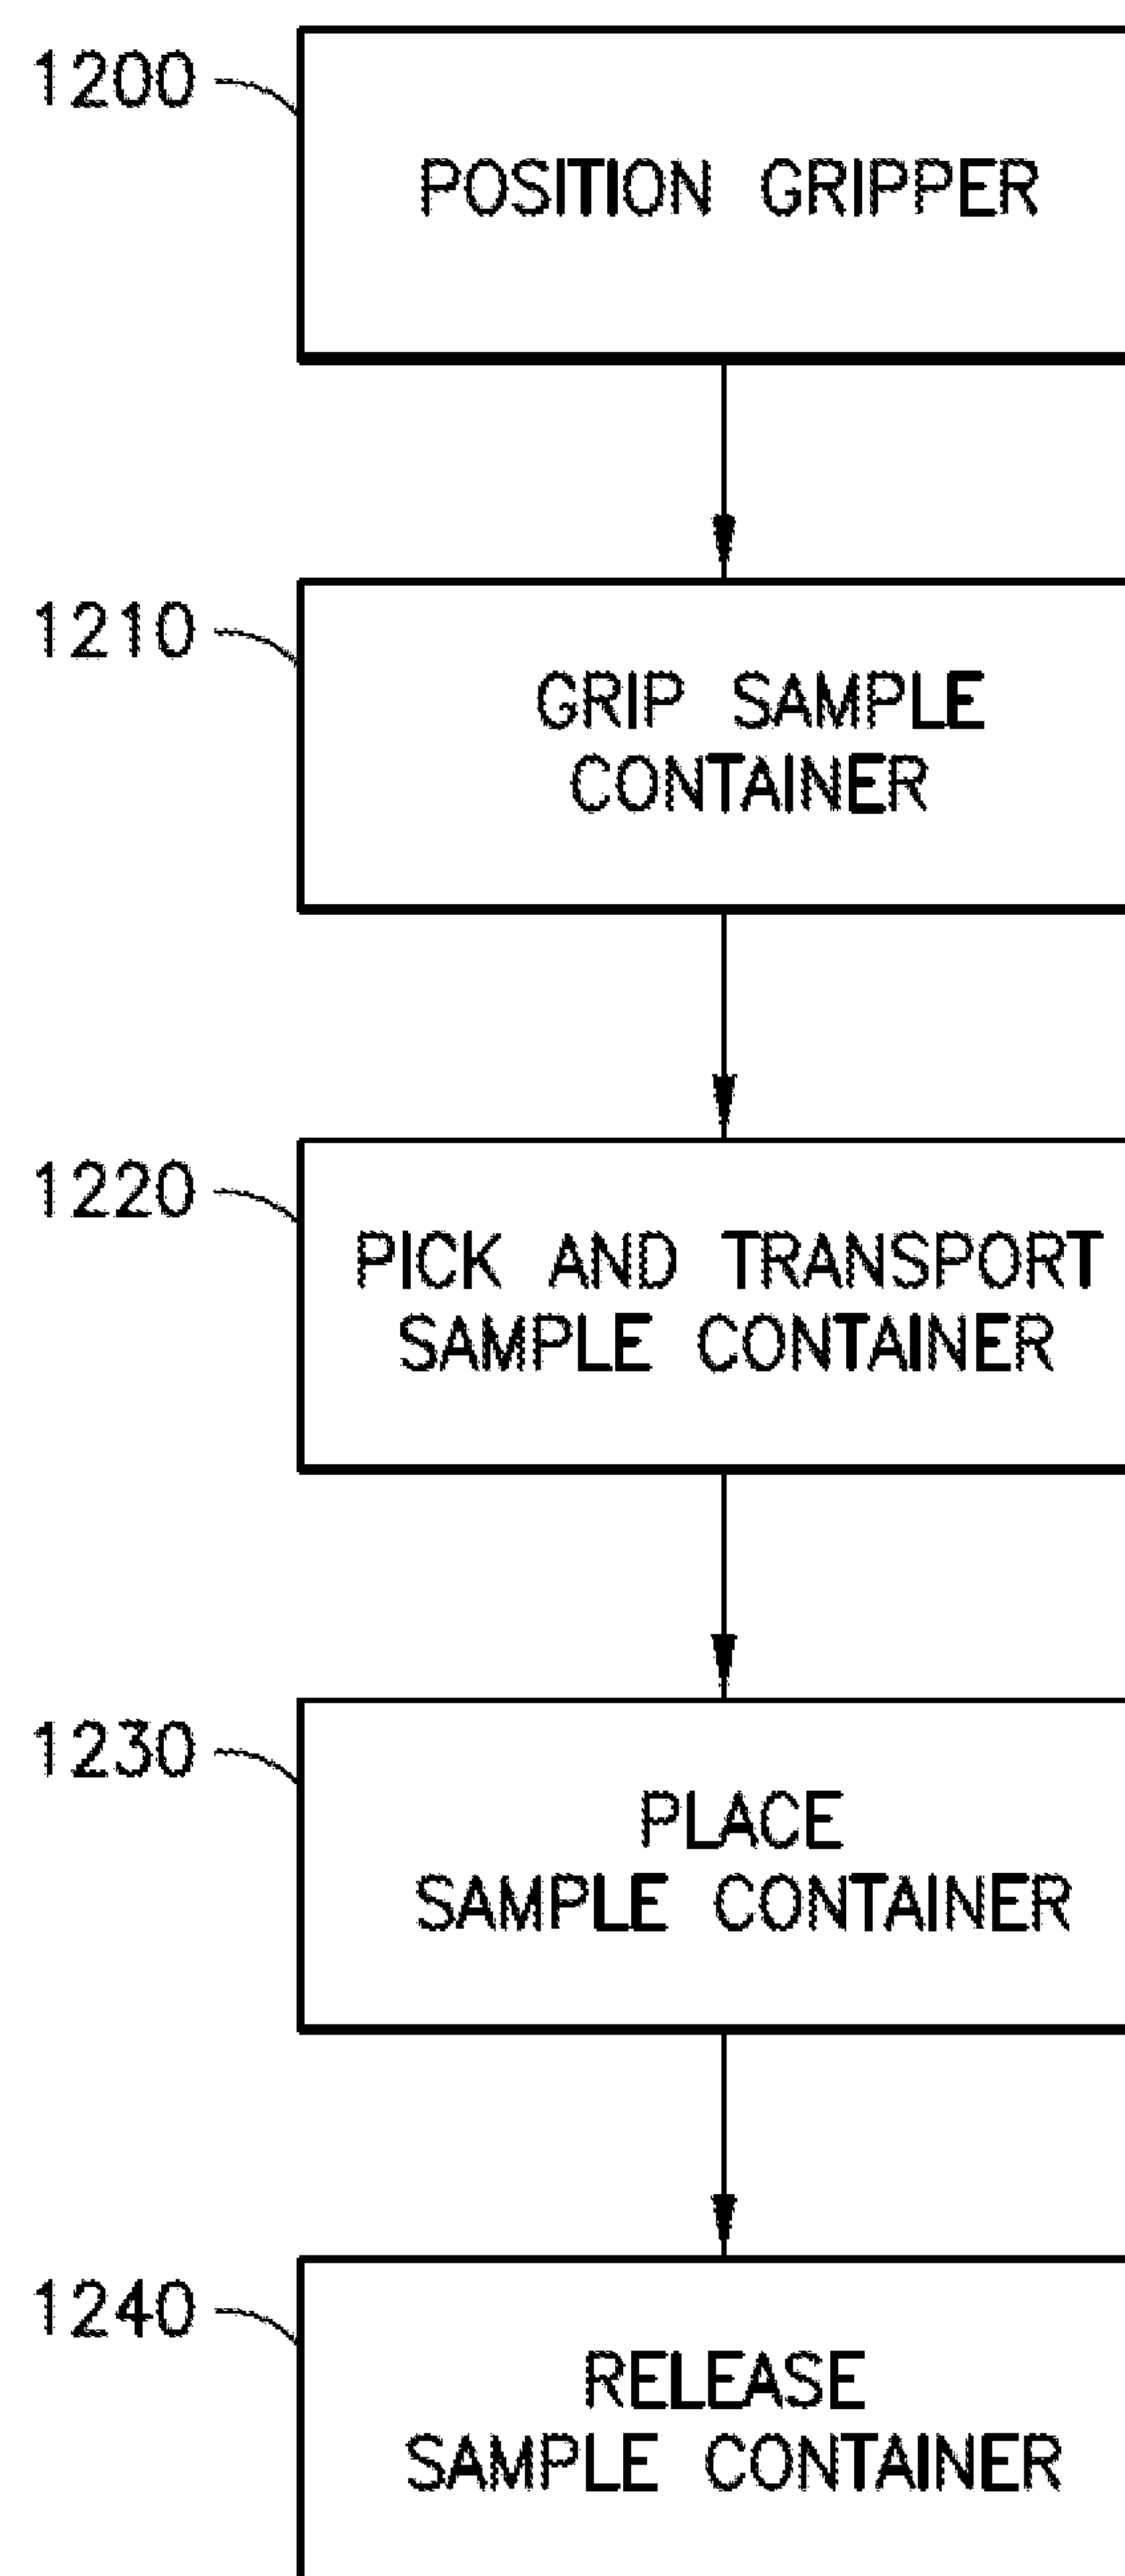 1200
POSITION GRIPPER
1210
GRIP SAMPLE
CONTAINER
1220
PICK AND TRANSPORT
SAMPLE CONTAINER
1230
PLACE
SAMPLE CONTAINER
1240
RELEASE
SAMPLE CONTAINER